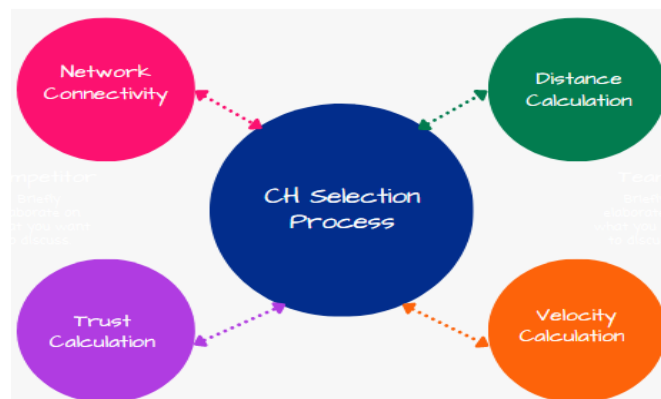 Network
Connectivity
Distance
Calculation
CH Selection
Process
Trust
Calculation
Velocity
Calculation